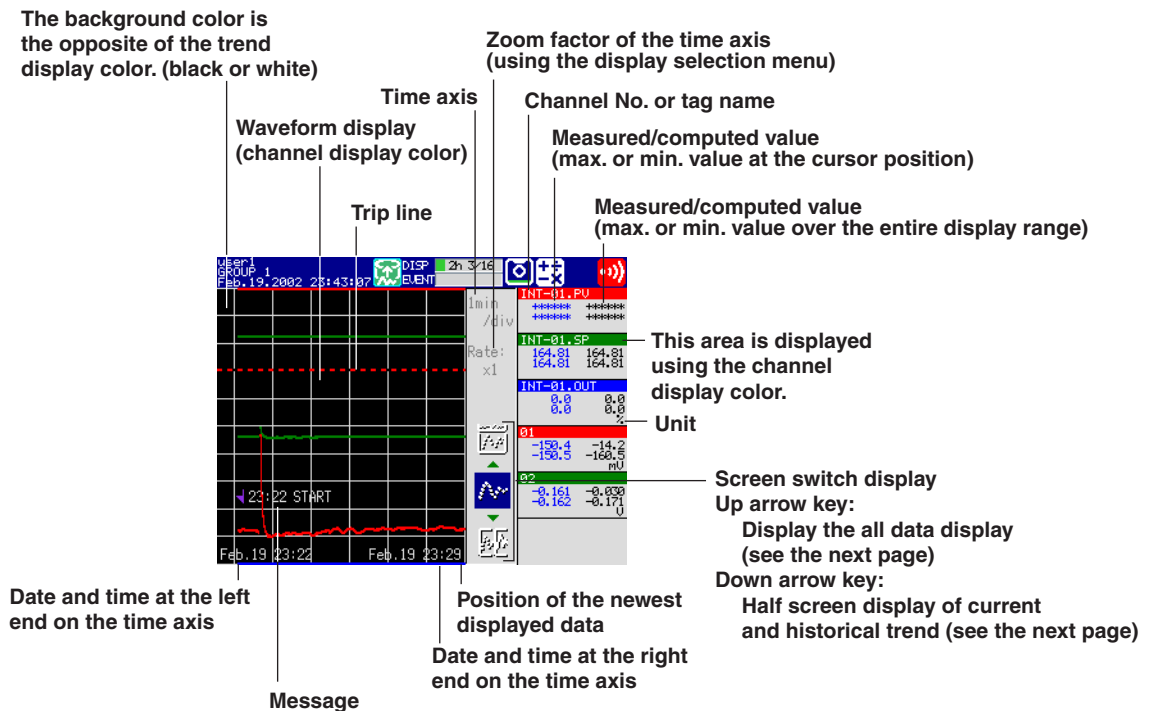 The background color is
the opposite of the trend
display color. (black or white)
Zoom factor of the time axis
(using the display selection menu)
Time axis
Channel No. or tag name
Waveform display
(channel display color)
Measured/computed value
(max. or min. value at the cursor position)
Trip line
Measured/computed value
(max. or min. value over the entire display range)
user1
GROUP 1
Feb.19.2002 23:43:07
DISP
EVENT
2h 3/16
1min
/div
Rate:
x1
INT-01.PV
+****** +******
+****** +******
INT-01.SP
164.81 164.81
164.81 164.81
INT-01.OUT
0.0 0.0
0.0 0.0
%
01
-150.4 -14.2
-150.5 -160.5
mV
02
-0.161 -0.030
-0.162 -0.171
V
23:22 START
Feb.19 23:22
Feb.19 23:29
This area is displayed
using the channel
display color.
Unit
Screen switch display
Up arrow key:
Display the all data display
(see the next page)
Down arrow key:
Half screen display of current
and historical trend (see the next page)
Date and time at the left
end on the time axis
Position of the newest
displayed data
Date and time at the right
end on the time axis
Message